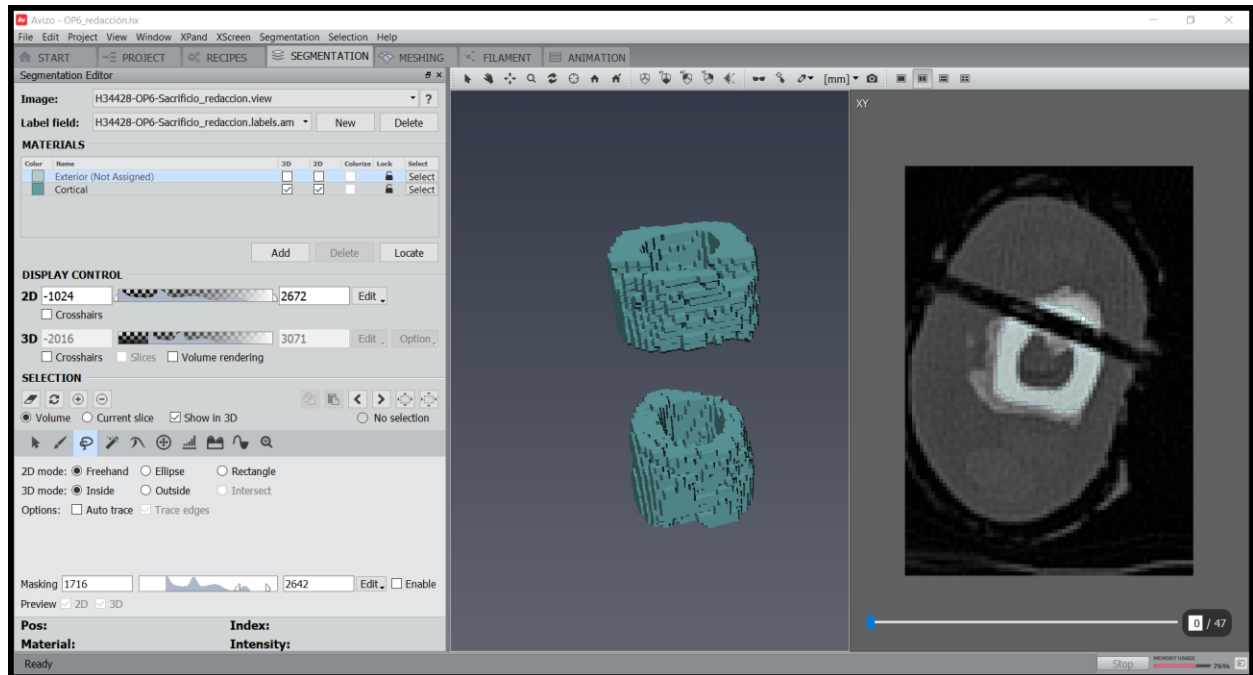 Avizo - OP6_redacción.hx
File Edit Project View Window XPand XScreen Segmentation Selection Help
START PROJECT RECIPES SEGMENTATION MESHING FILAMENT ANIMATION
Segmentation Editor
[mm]
Image: H34428-OP6-Sacrificio_redaccion.view ?
Label field: H34428-OP6-Sacrificio_redaccion.labels.am New Delete
MATERIALS
Color Name 3D 2D Colorize Lock Select
Exterior (Not Assigned) Select
Cortical Select
Add Delete Locate
DISPLAY CONTROL
2D -1024 2672 Edit
Crosshairs
3D -2016 3071 Edit Option
Crosshairs Slices Volume rendering
SELECTION
Volume Current slice Show in 3D No selection
2D mode: Freehand Ellipse Rectangle
3D mode: Inside Outside Intersect
Options: Auto trace Trace edges
Masking 1716 2642 Edit Enable
Preview 2D 3D
Pos: Index:
Material: Intensity:
Ready
XY
0 / 47
Stop MEMORY USAGE 76%